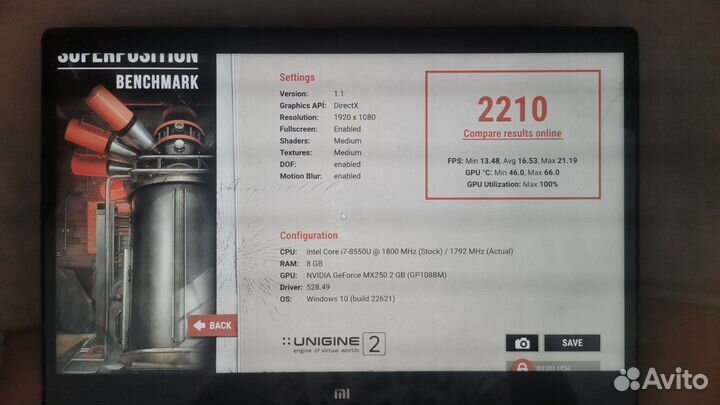 SUPERPOSITION
BENCHMARK
Settings
Version: 1.1
Graphics API: DirectX
Resolution: 1920 x 1080
Fullscreen: Enabled
Shaders: Medium
Textures: Medium
DOF: enabled
Motion Blur: enabled
2210
Compare results online
FPS: Min 13.48, Avg 16.53, Max 21.19
GPU °C: Min 46.0, Max 66.0
GPU Utilization: Max 100%
Configuration
CPU: Intel Core i7-8550U @ 1800 MHz (Stock) / 1792 MHz (Actual)
RAM: 8 GB
GPU: NVIDIA GeForce MX250 2 GB (GP108BM)
Driver: 528.49
OS: Windows 10 (build 22621)
BACK
UNIGINE 2
engine of virtual worlds
SAVE
PUBLISH
mi
Avito